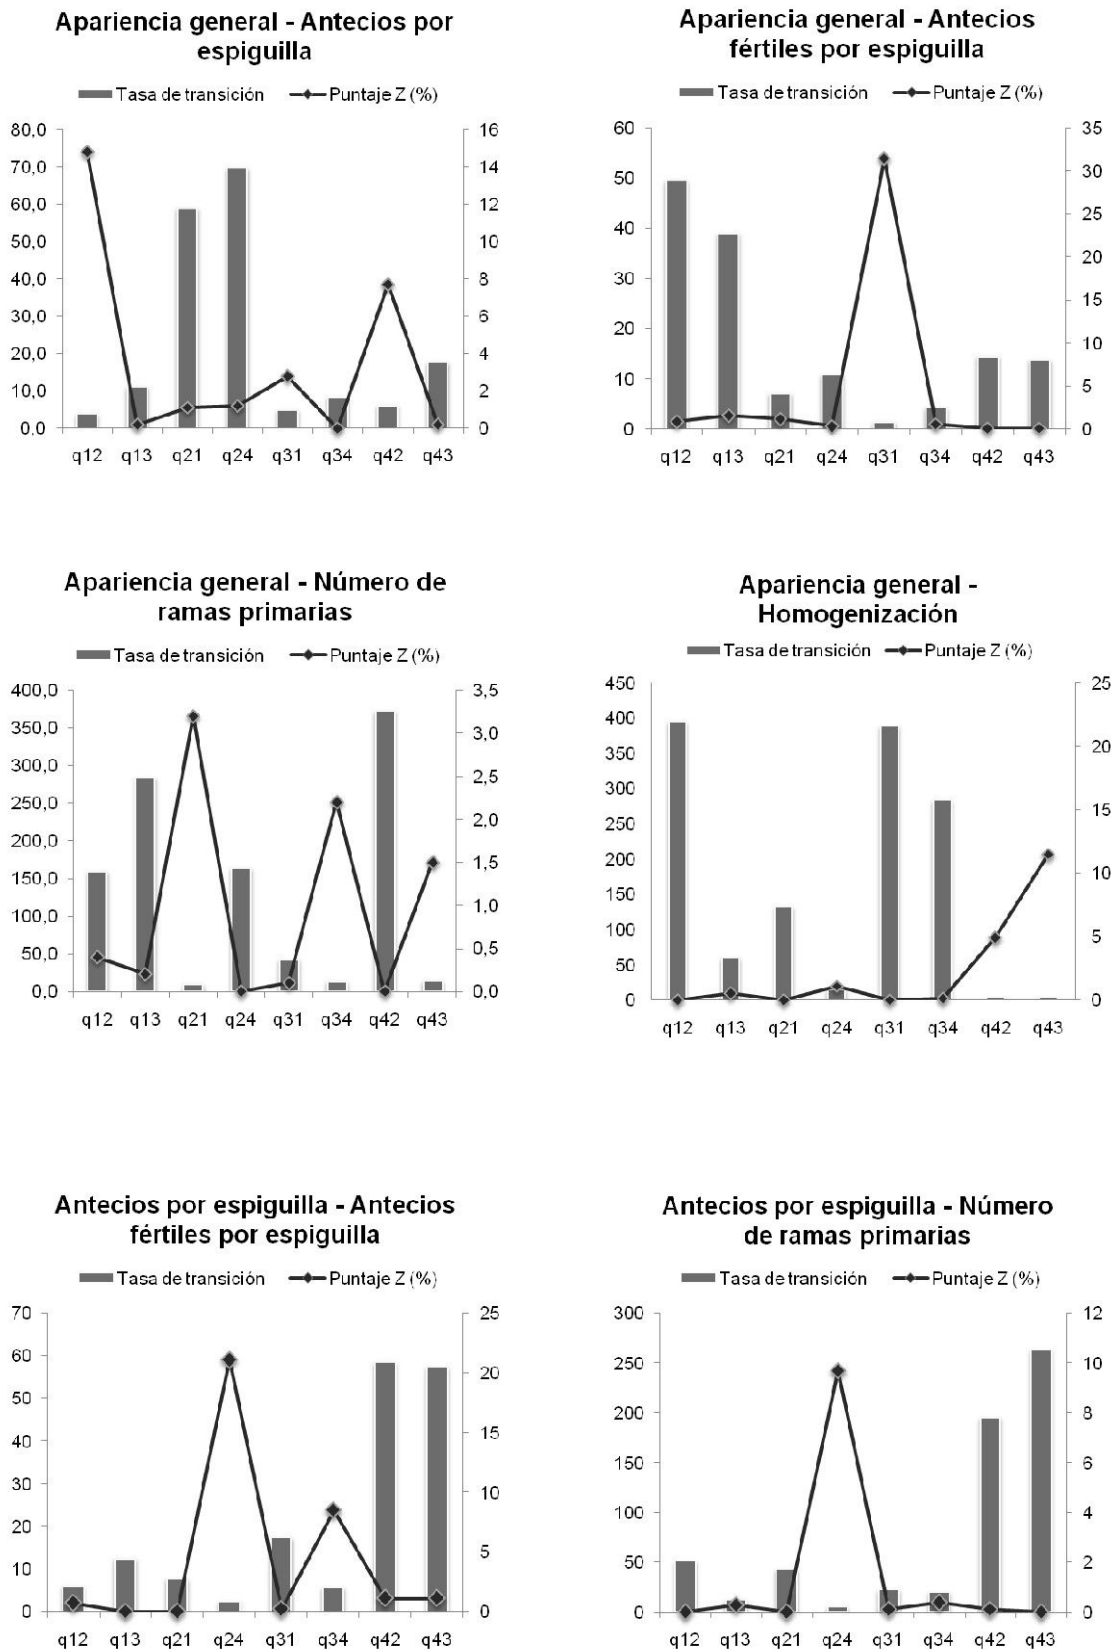 Apariencia general - Antecios por
espiguilla
Tasa de transición Puntaje Z (%)
80,0 16
70,0 14
60,0 12
50,0 10
40,0 8
30,0 6
20,0 4
10,0 2
0,0 0
q12 q13 q21 q24 q31 q34 q42 q43
Apariencia general - Antecios
fértiles por espiguilla
Tasa de transición Puntaje Z (%)
60 35
50 30
40 25
30 20
20 15
10 10
0 5
0
q12 q13 q21 q24 q31 q34 q42 q43
Apariencia general - Número de
ramas primarias
Tasa de transición Puntaje Z (%)
400,0 3,5
350,0 3,0
300,0 2,5
250,0 2,0
200,0 1,5
150,0 1,0
100,0 0,5
50,0 0,0
0,0
q12 q13 q21 q24 q31 q34 q42 q43
Apariencia general -
Homogenización
Tasa de transición Puntaje Z (%)
450 25
400 20
350 15
300 10
250 5
200 0
150
100
50
0
q12 q13 q21 q24 q31 q34 q42 q43
Antecios por espiguilla - Antecios
fértiles por espiguilla
Tasa de transición Puntaje Z (%)
70 25
60 20
50 15
40 10
30 5
20 0
10
0
q12 q13 q21 q24 q31 q34 q42 q43
Antecios por espiguilla - Número
de ramas primarias
Tasa de transición Puntaje Z (%)
300 12
250 10
200 8
150 6
100 4
50 2
0 0
q12 q13 q21 q24 q31 q34 q42 q43